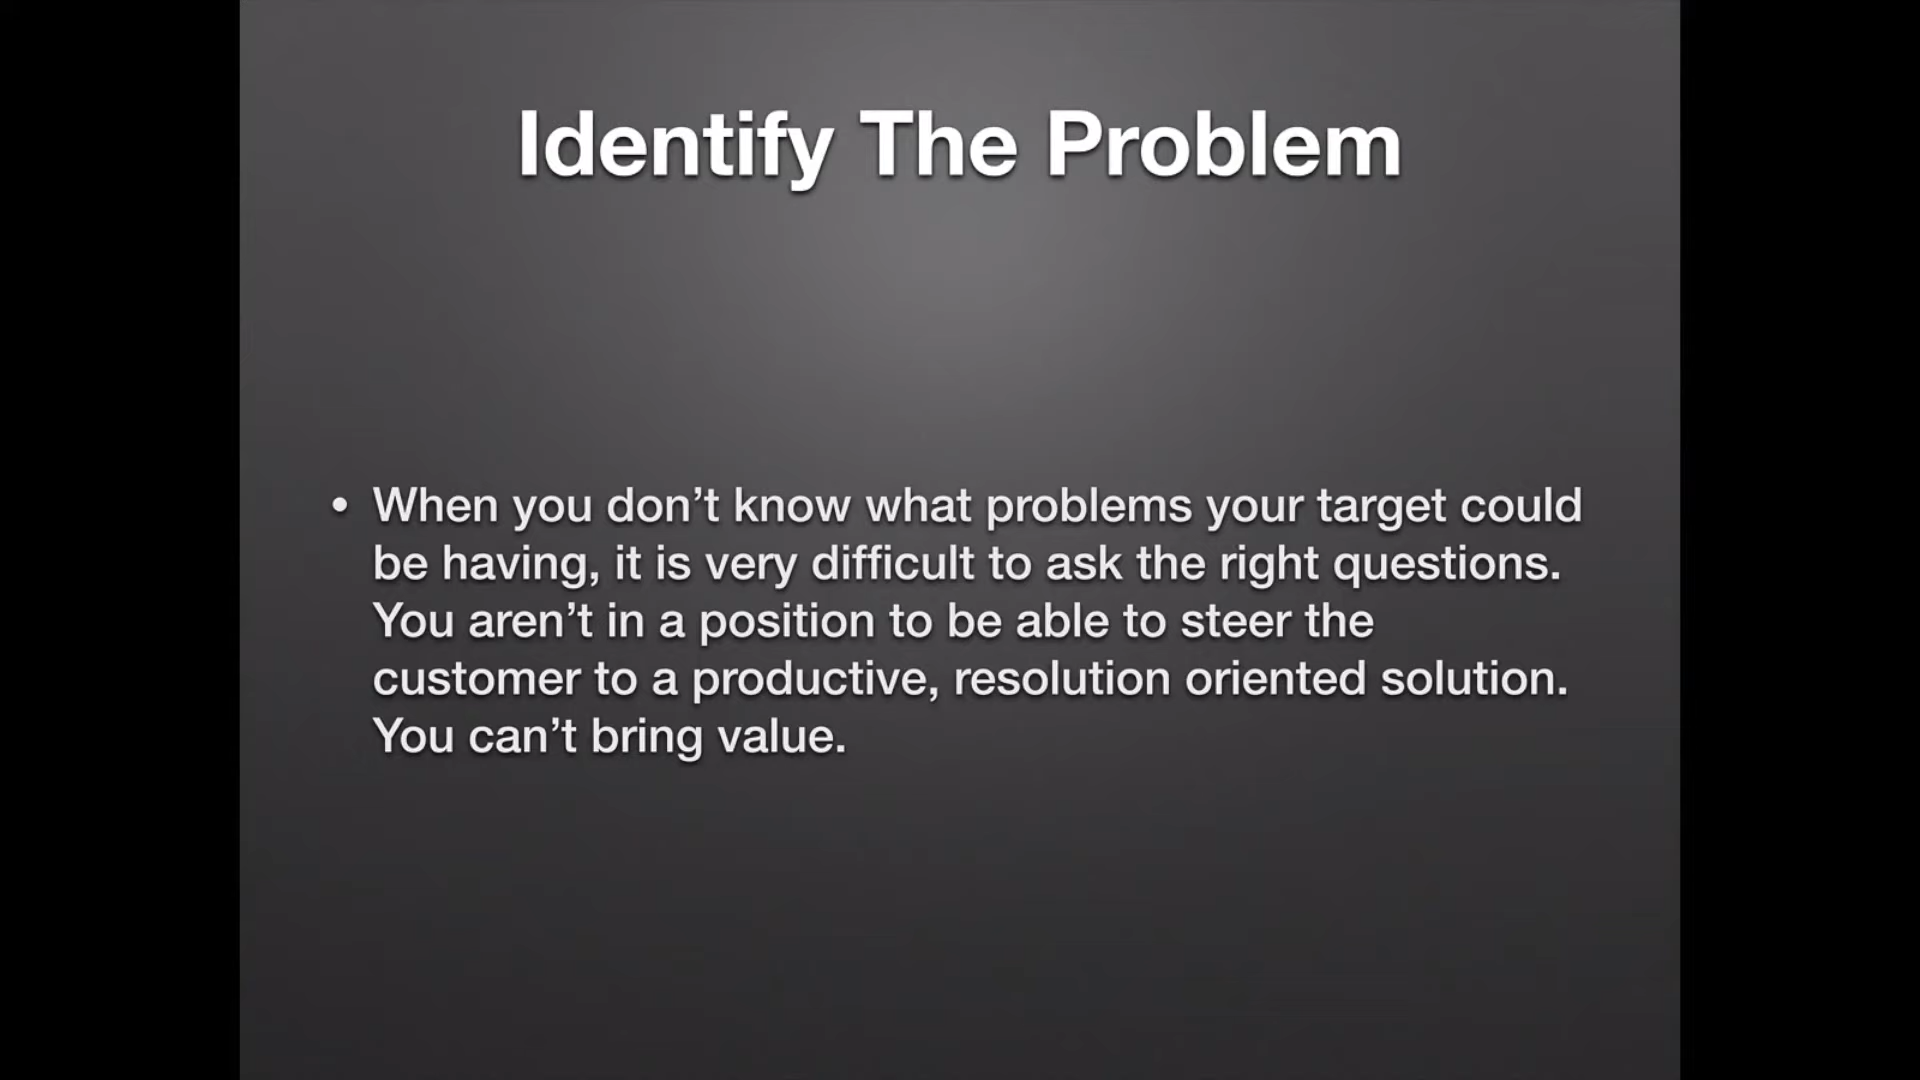 Identify The Problem
• When you don’t know what problems your target could
be having, it is very difficult to ask the right questions.
You aren’t in a position to be able to steer the
customer to a productive, resolution oriented solution.
You can’t bring value.